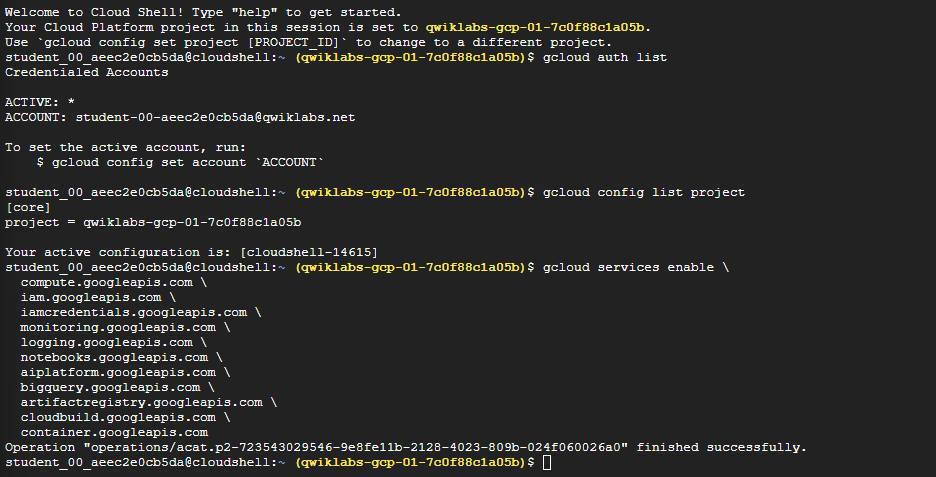 Welcome to Cloud Shell! Type "help" to get started.
Your Cloud Platform project in this session is set to qwiklabs-gcp-01-7c0f88c1a05b.
Use `gcloud config set project [PROJECT_ID]` to change to a different project.
student_00_aeec2e0cb5da@cloudshell:~ (qwiklabs-gcp-01-7c0f88c1a05b)$ gcloud auth list
Credentialed Accounts

ACTIVE: *
ACCOUNT: student-00-aeec2e0cb5da@qwiklabs.net

To set the active account, run:
    $ gcloud config set account `ACCOUNT`

student_00_aeec2e0cb5da@cloudshell:~ (qwiklabs-gcp-01-7c0f88c1a05b)$ gcloud config list project
[core]
project = qwiklabs-gcp-01-7c0f88c1a05b

Your active configuration is: [cloudshell-14615]
student_00_aeec2e0cb5da@cloudshell:~ (qwiklabs-gcp-01-7c0f88c1a05b)$ gcloud services enable \
  compute.googleapis.com \
  iam.googleapis.com \
  iamcredentials.googleapis.com \
  monitoring.googleapis.com \
  logging.googleapis.com \
  notebooks.googleapis.com \
  aiplatform.googleapis.com \
  bigquery.googleapis.com \
  artifactregistry.googleapis.com \
  cloudbuild.googleapis.com \
  container.googleapis.com
Operation "operations/acat.p2-723543029546-9e8fe11b-2128-4023-809b-024f060026a0" finished successfully.
student_00_aeec2e0cb5da@cloudshell:~ (qwiklabs-gcp-01-7c0f88c1a05b)$